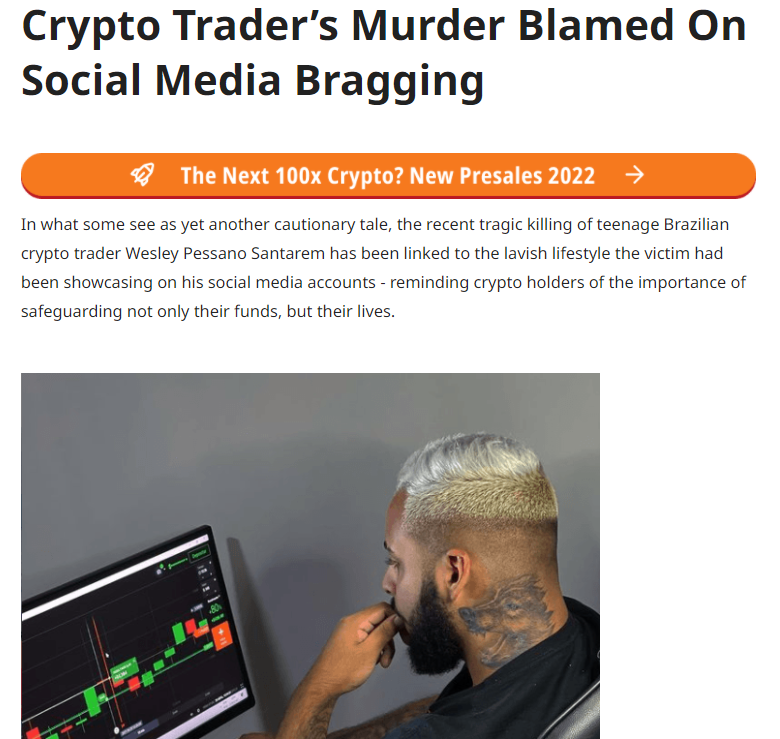 Crypto Trader’s Murder Blamed On
Social Media Bragging
The Next 100x Crypto? New Presales 2022
In what some see as yet another cautionary tale, the recent tragic killing of teenage Brazilian
crypto trader Wesley Pessano Santarem has been linked to the lavish lifestyle the victim had
been showcasing on his social media accounts - reminding crypto holders of the importance of
safeguarding not only their funds, but their lives.